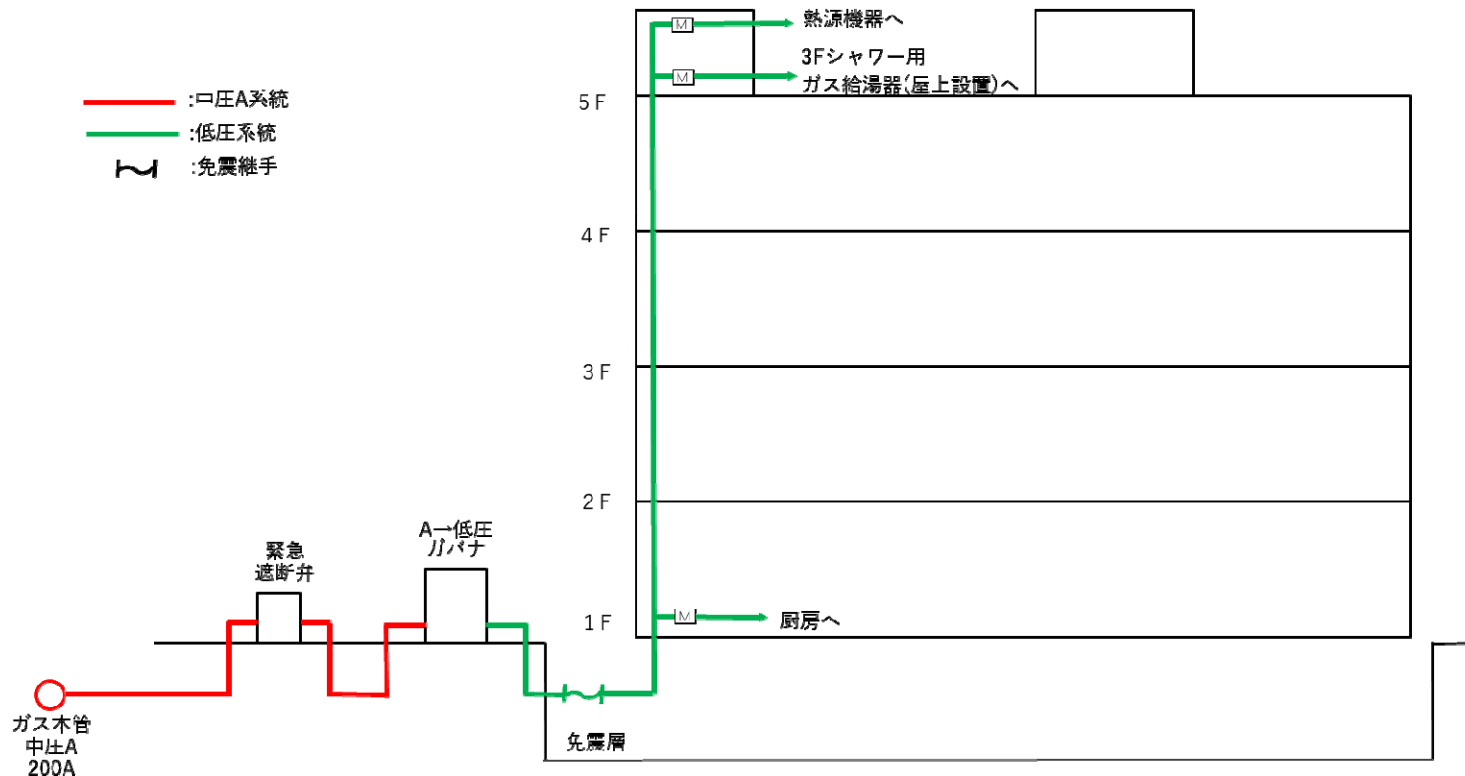 熱源機器へ
3Fシャワー用
ガス給湯器(屋上設置)へ
:中圧A系統
:低圧系統
:免震継手
M
M
5F
4F
3F
2F
1F
A→低圧
ガバナ
緊急
遮断弁
M
厨房へ
ガス本管
中圧A
200A
免震層